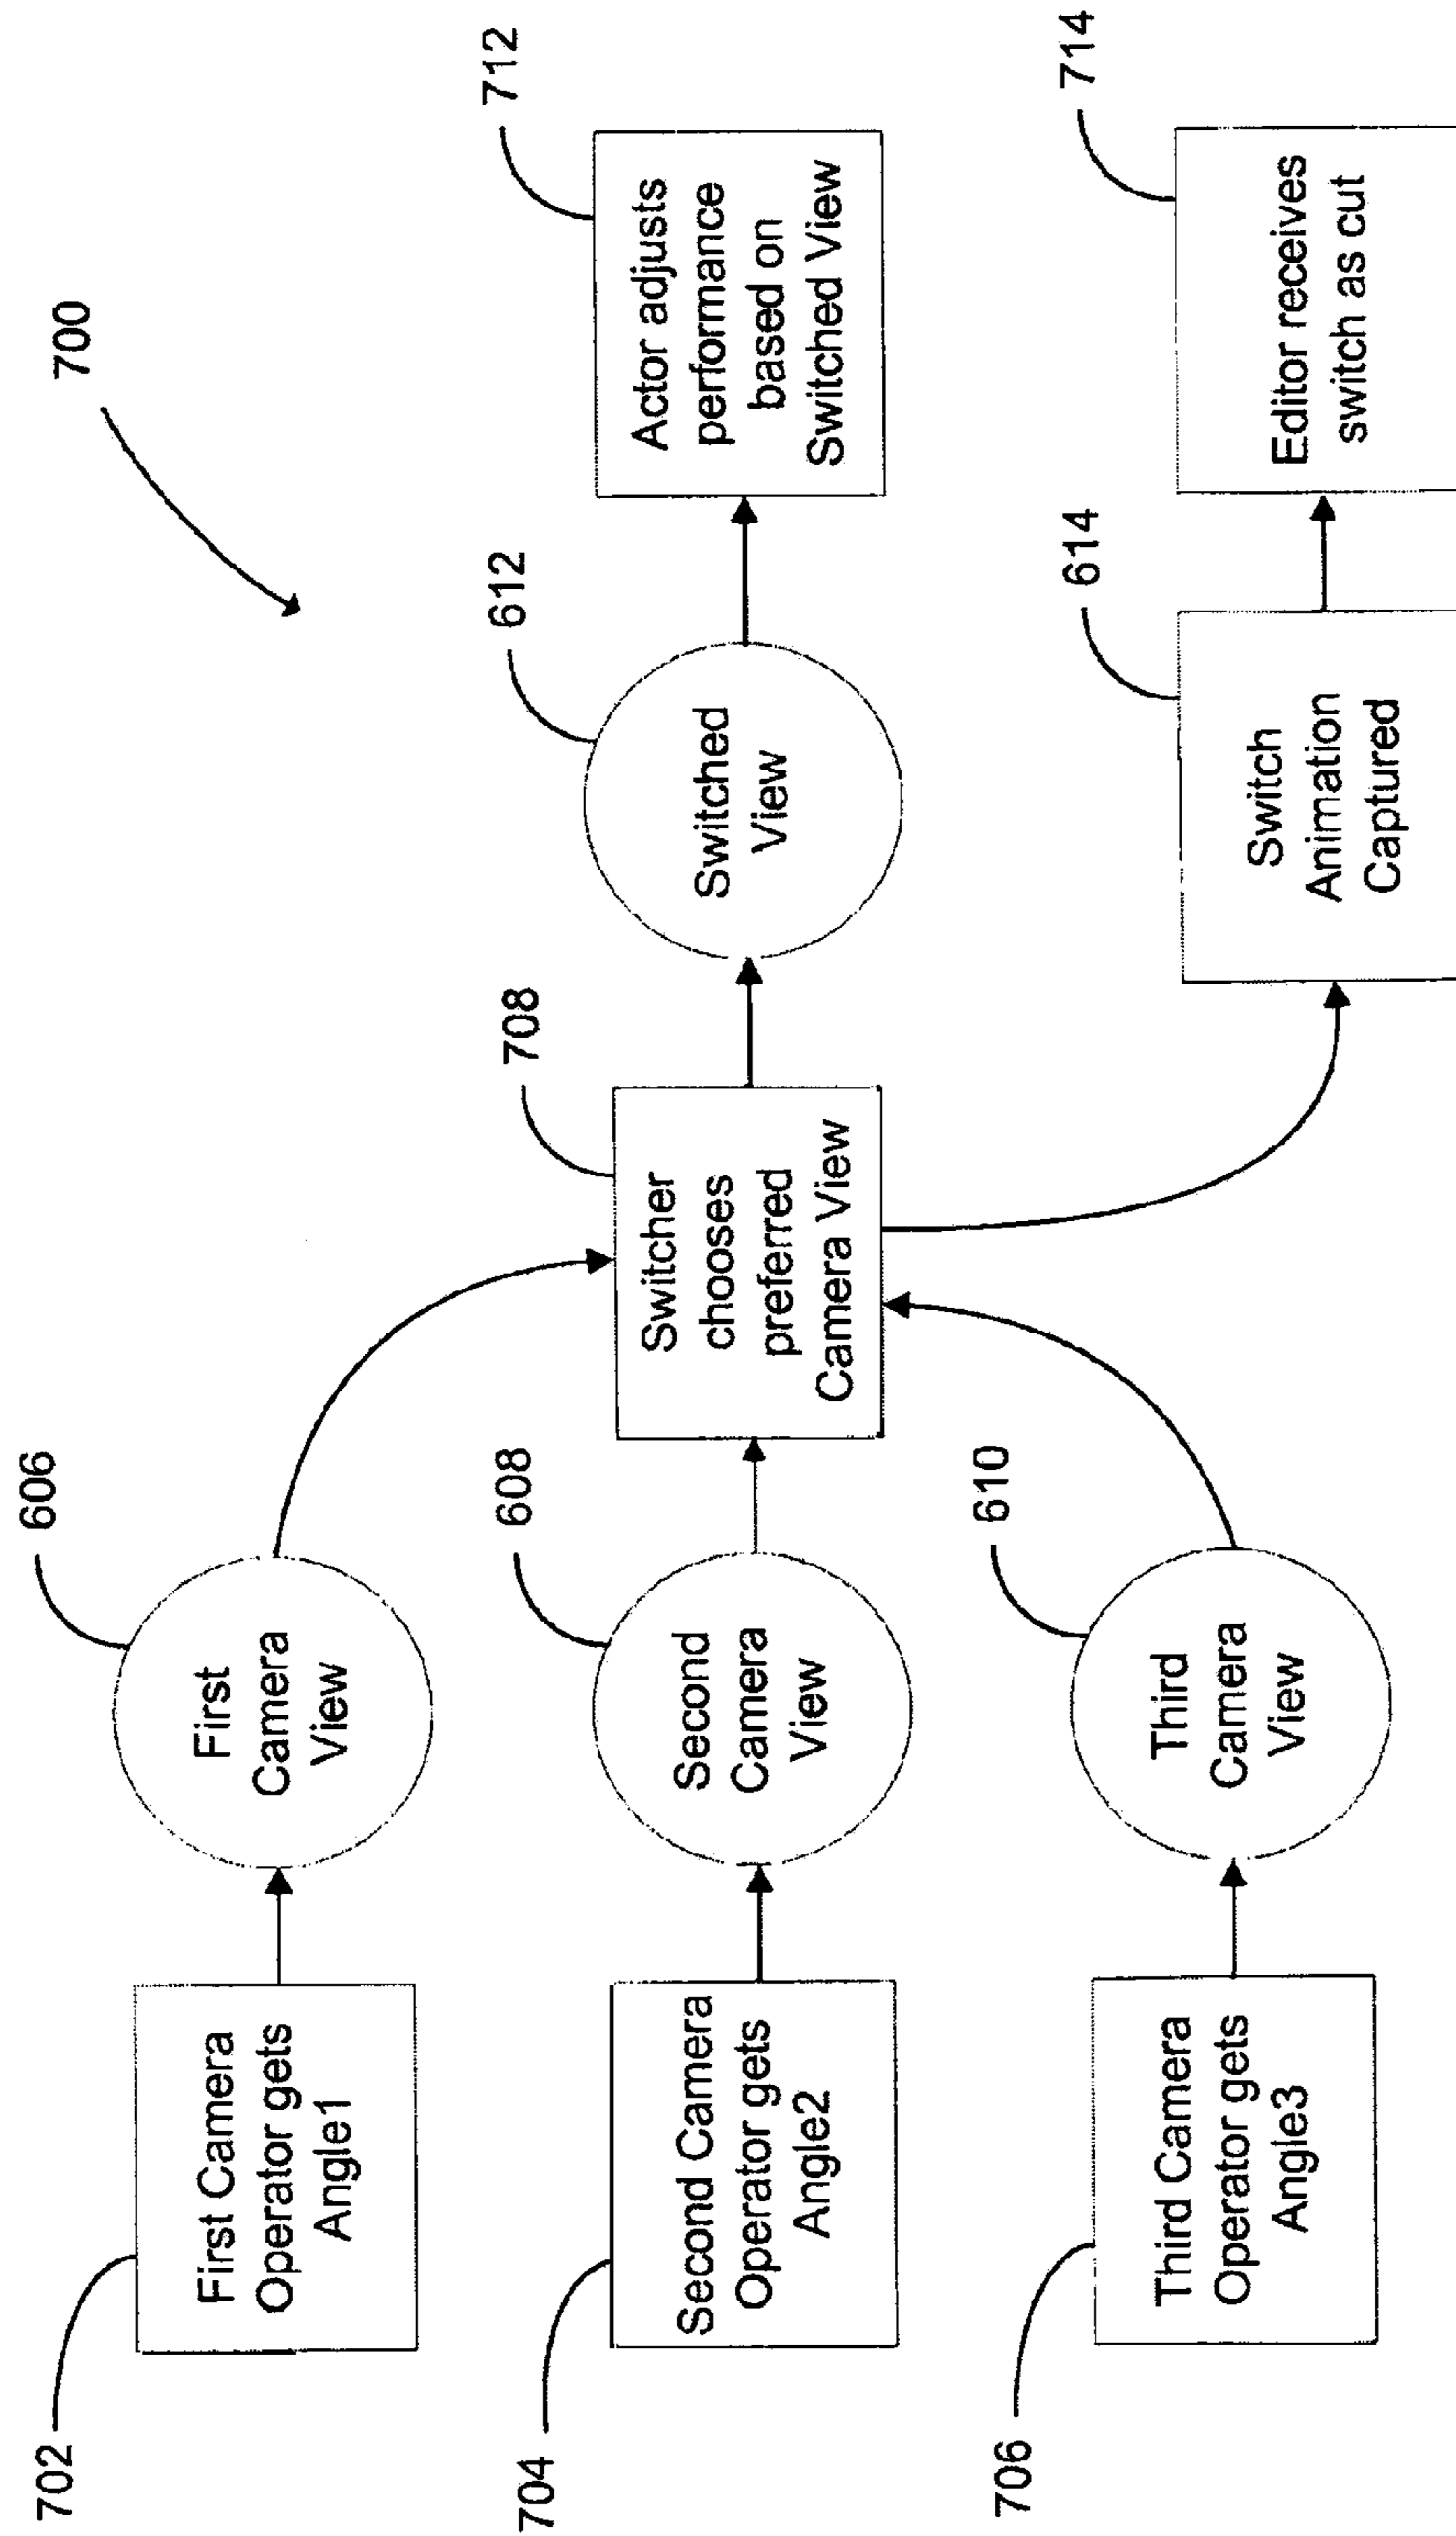 700
702
First Camera
Operator gets
Angle1
606
First
Camera
View
704
Second Camera
Operator gets
Angle2
608
Second
Camera
View
706
Third Camera
Operator gets
Angle3
610
Third
Camera
View
708
Switcher
chooses
preferred
Camera View
612
Switched
View
712
Actor adjusts
performance
based on
Switched View
614
Switch
Animation
Captured
714
Editor receives
switch as cut